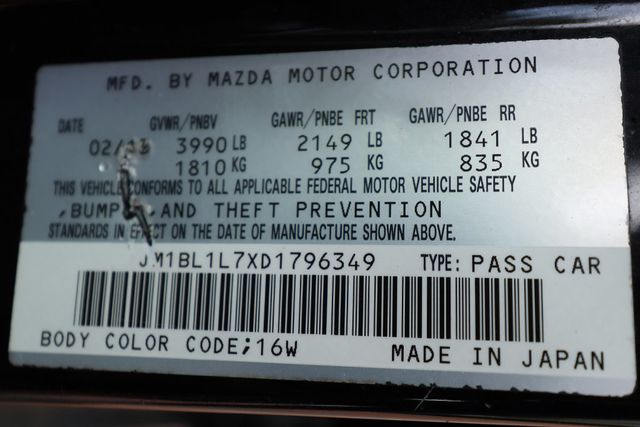 MFD. BY MAZDA MOTOR CORPORATION
DATE GVWR/PNBV GAWR/PNBE FRT GAWR/PNBE RR
3990 LB 2149 LB 1841 LB
1810 KG 975 KG 835 KG
THIS VEHICLE CONFORMS TO ALL APPLICABLE FEDERAL MOTOR VEHICLE SAFETY
,BUMP , AND THEFT PREVENTION
STANDARDS IN EFFECT ON THE DATE OF MANUFACTURE SHOWN ABOVE.
JM1BL1L7XD1796349 TYPE: PASS CAR
BODY COLOR CODE;16W MADE IN JAPAN